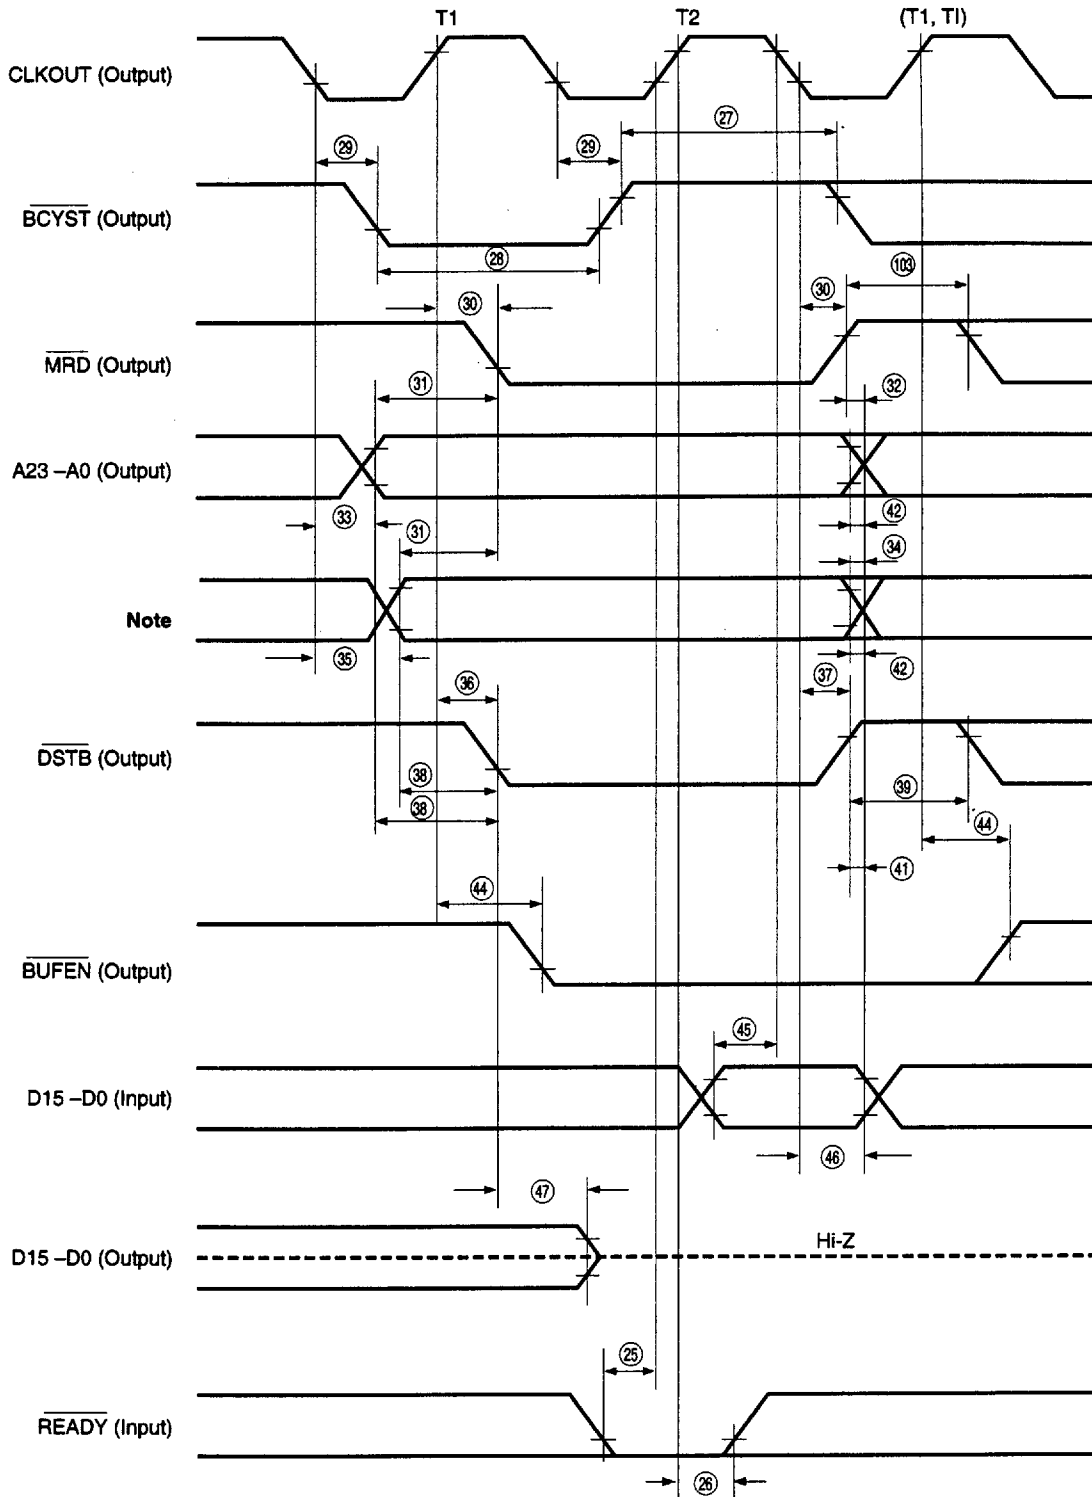 T1 T2 (T1, TI)
CLKOUT (Output)
27
29 29
BCYST (Output)
28
103
30 30
MRD (Output)
31 32
A23 –A0 (Output)
33 31 42
34
Note
35 42
36 37
DSTB (Output)
38
39
38
44
41
44
BUFEN (Output)
45
D15 –D0 (Input)
46
47
Hi-Z
D15 –D0 (Output)
25
READY (Input)
26